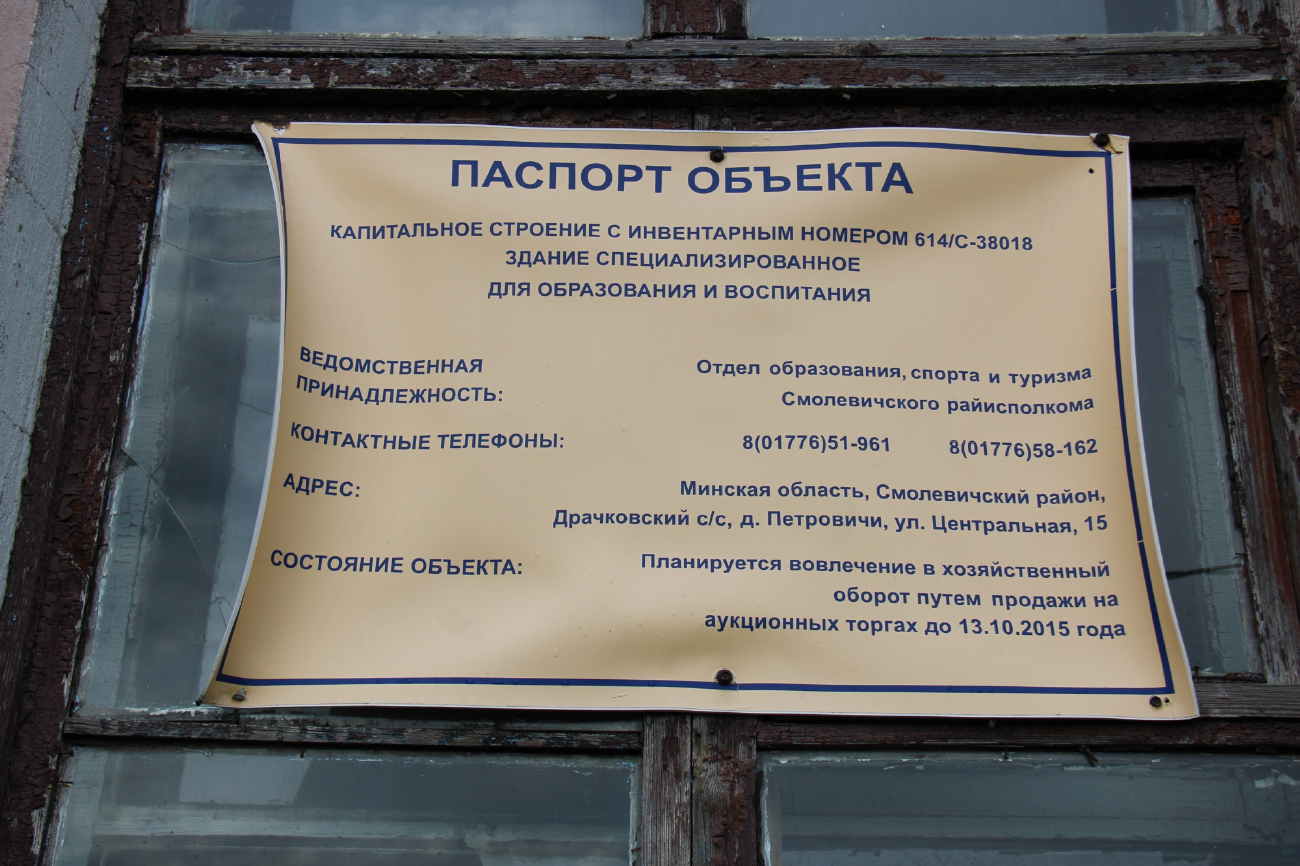 ПАСПОРТ ОБЪЕКТА
КАПИТАЛЬНОЕ СТРОЕНИЕ С ИНВЕНТАРНЫМ НОМЕРОМ 614/С-38018
ЗДАНИЕ СПЕЦИАЛИЗИРОВАННОЕ
ДЛЯ ОБРАЗОВАНИЯ И ВОСПИТАНИЯ
ВЕДОМСТВЕННАЯ
ПРИНАДЛЕЖНОСТЬ:
Отдел образования, спорта и туризма
Смолевичского райисполкома
КОНТАКТНЫЕ ТЕЛЕФОНЫ: 8(01776)51-961 8(01776)58-162
АДРЕС: Минская область, Смолевичский район,
Драчковский с/с, д. Петровичи, ул. Центральная, 15
СОСТОЯНИЕ ОБЪЕКТА: Планируется вовлечение в хозяйственный
оборот путем продажи на
аукционных торгах до 13.10.2015 года